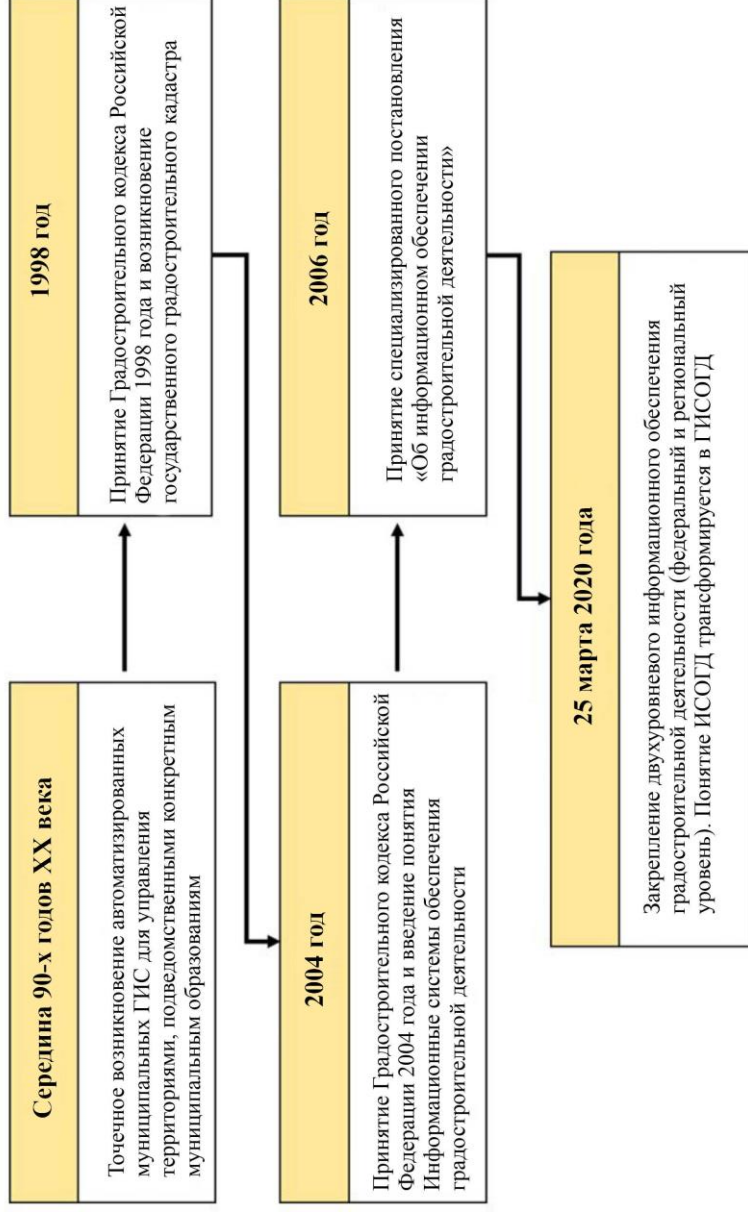 Середина 90-х годов XX века
Точечное возникновение автоматизированных
муниципальных ГИС для управления
территориями, подведомственными конкретным
муниципальным образованиям
1998 год
Принятие Градостроительного кодекса Российской
Федерации 1998 года и возникновение
государственного градостроительного кадастра
2004 год
Принятие Градостроительного кодекса Российской
Федерации 2004 года и введение понятия
Информационные системы обеспечения
градостроительной деятельности
2006 год
Принятие специализированного постановления
«Об информационном обеспечении
градостроительной деятельности»
25 марта 2020 года
Закрепление двухуровневого информационного обеспечения
градостроительной деятельности (федеральный и региональный
уровень). Понятие ИСОГД трансформируется в ГИСОГД